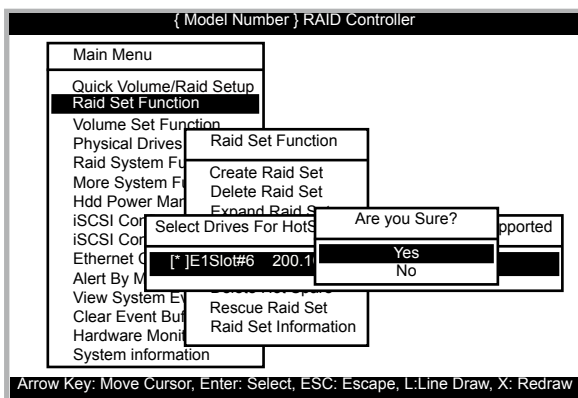 { Model Number } RAID Controller
Main Menu
Quick Volume/Raid Setup
Raid Set Function
Volume Set Function
Physical Drives
Raid System Fu
More System Fu
Hdd Power Man
iSCSI Con
iSCSI Con
Ethernet C
Alert By M
View System Ev
Clear Event Buf
Hardware Monit
System information
Raid Set Function
Create Raid Set
Delete Raid Set
Expand Raid Set
Select Drives For HotS
pported
[* ]E1Slot#6 200.1
Delete Hot Spare
Rescue Raid Set
Raid Set Information
Are you Sure?
Yes
No
Arrow Key: Move Cursor, Enter: Select, ESC: Escape, L:Line Draw, X: Redraw